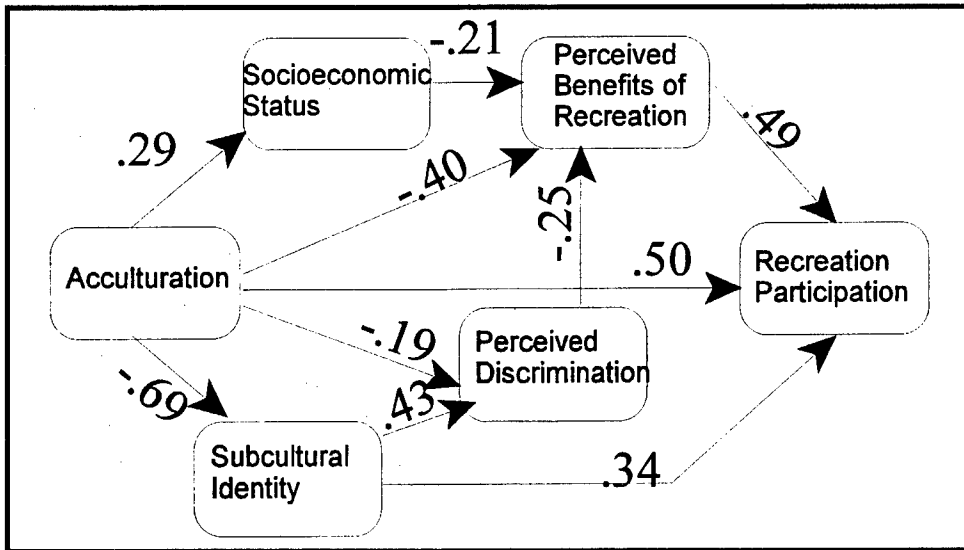 -.21
Socioeconomic
Status
Perceived
Benefits of
Recreation
.49
.29
-.40
-.25
Acculturation
.50
Recreation
Participation
-.19
Perceived
Discrimination
-.69
.43
Subcultural
Identity
.34